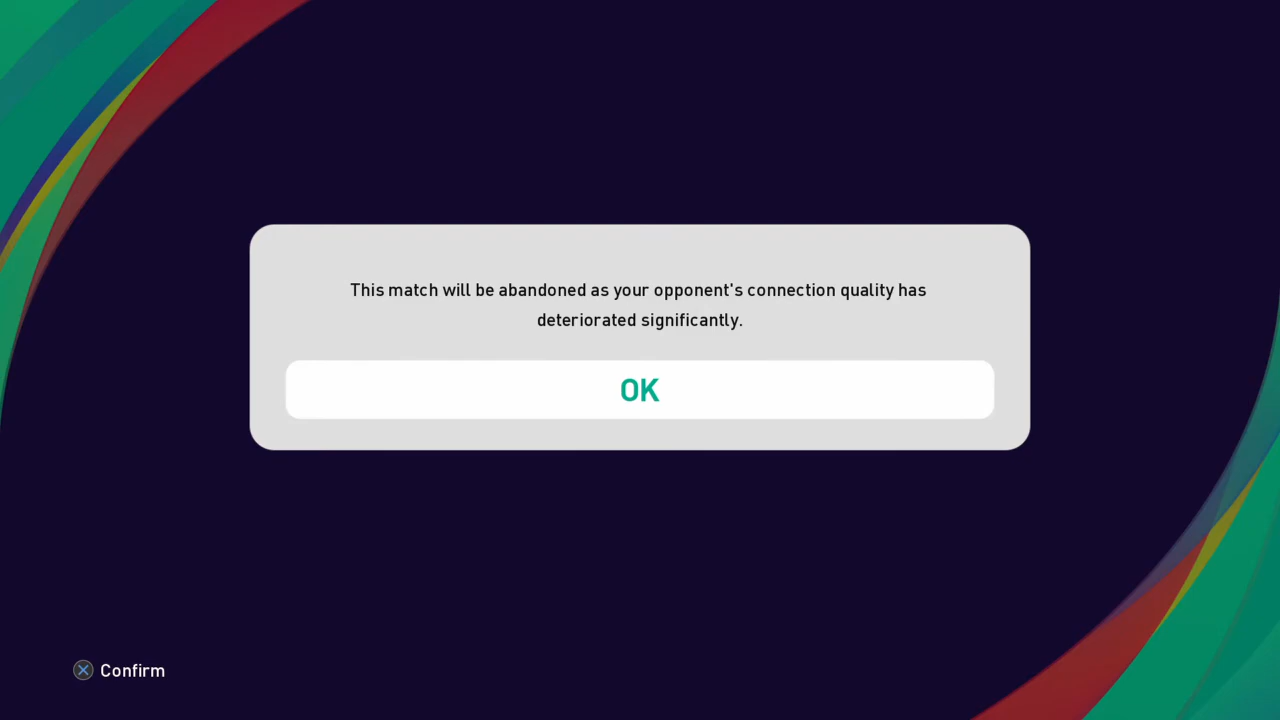 This match will be abandoned as your opponent's connection quality has
deteriorated significantly.
OK
Confirm